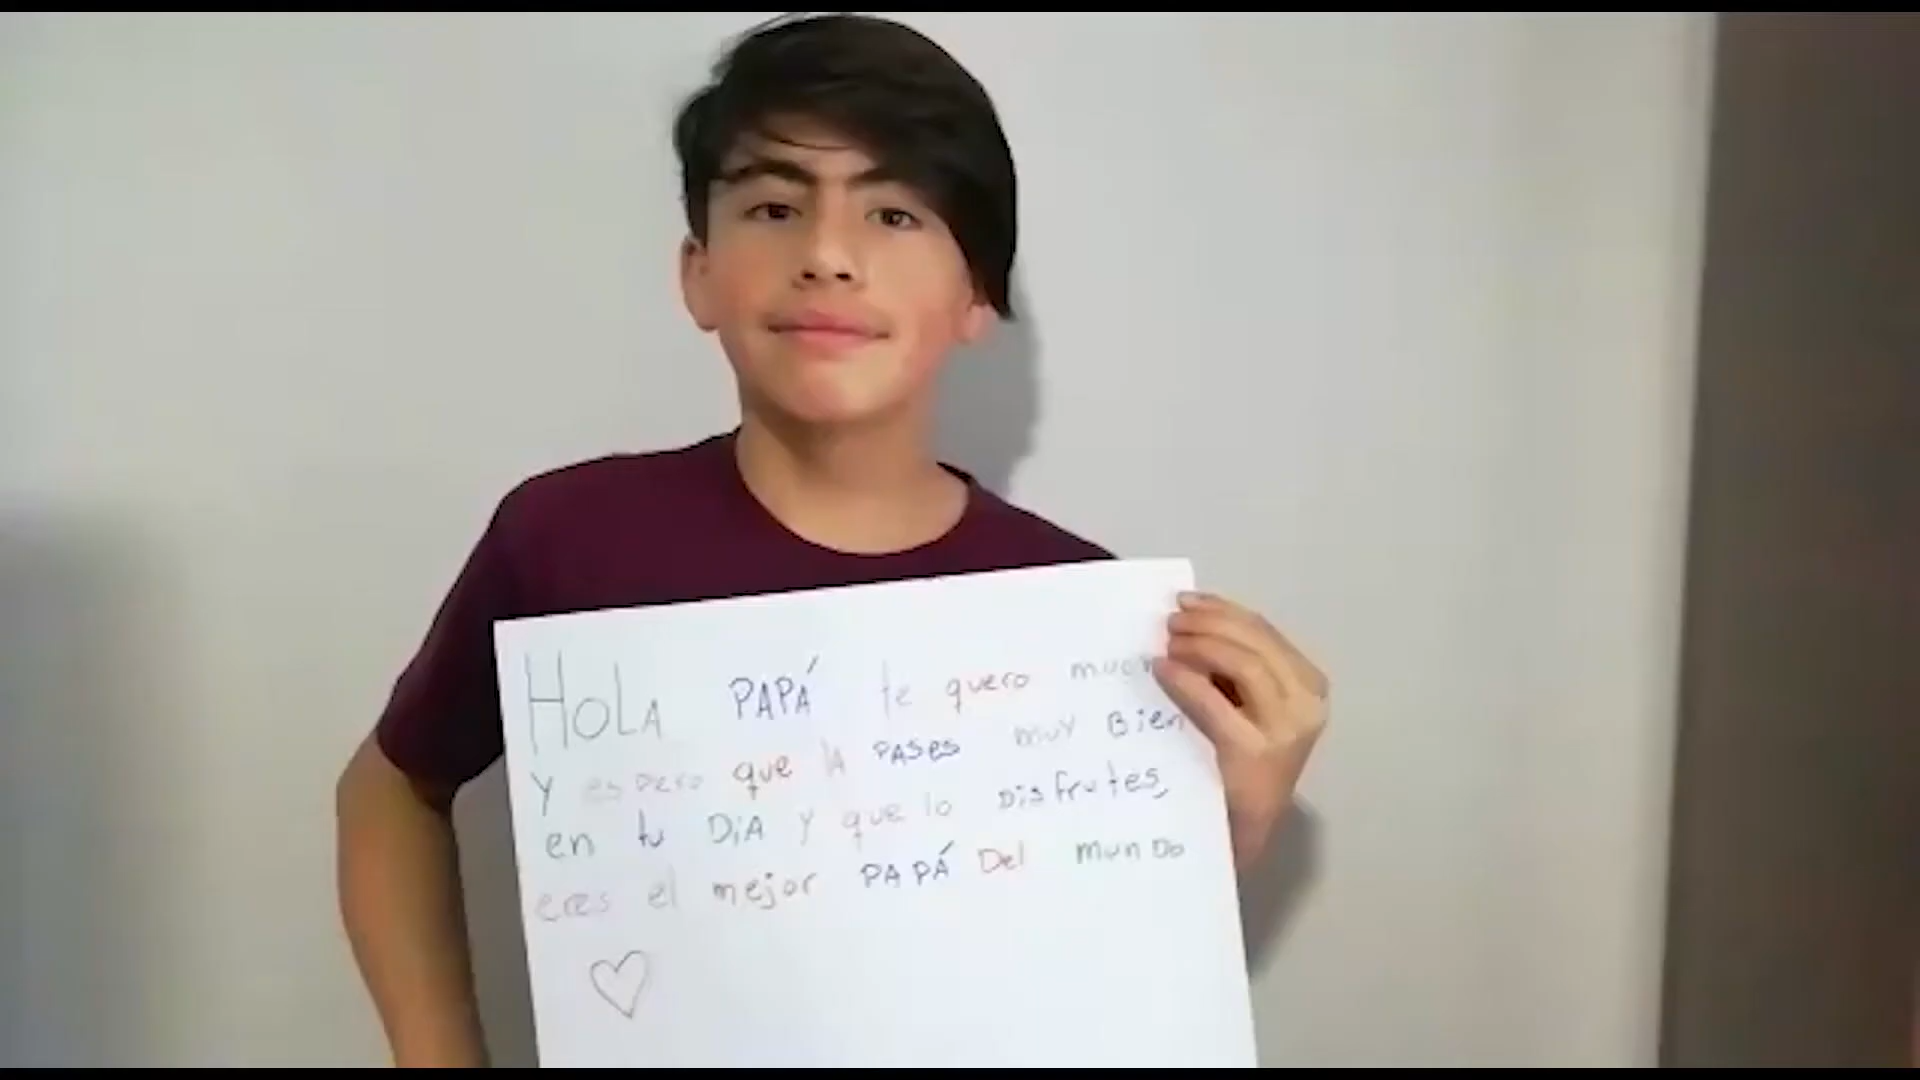 HOLA PAPÁ te quero much
Y espero que lA PAses muy Bien
en tu DiA Y que lo Disfrutes,
eres el mejor PAPÁ Del munDo